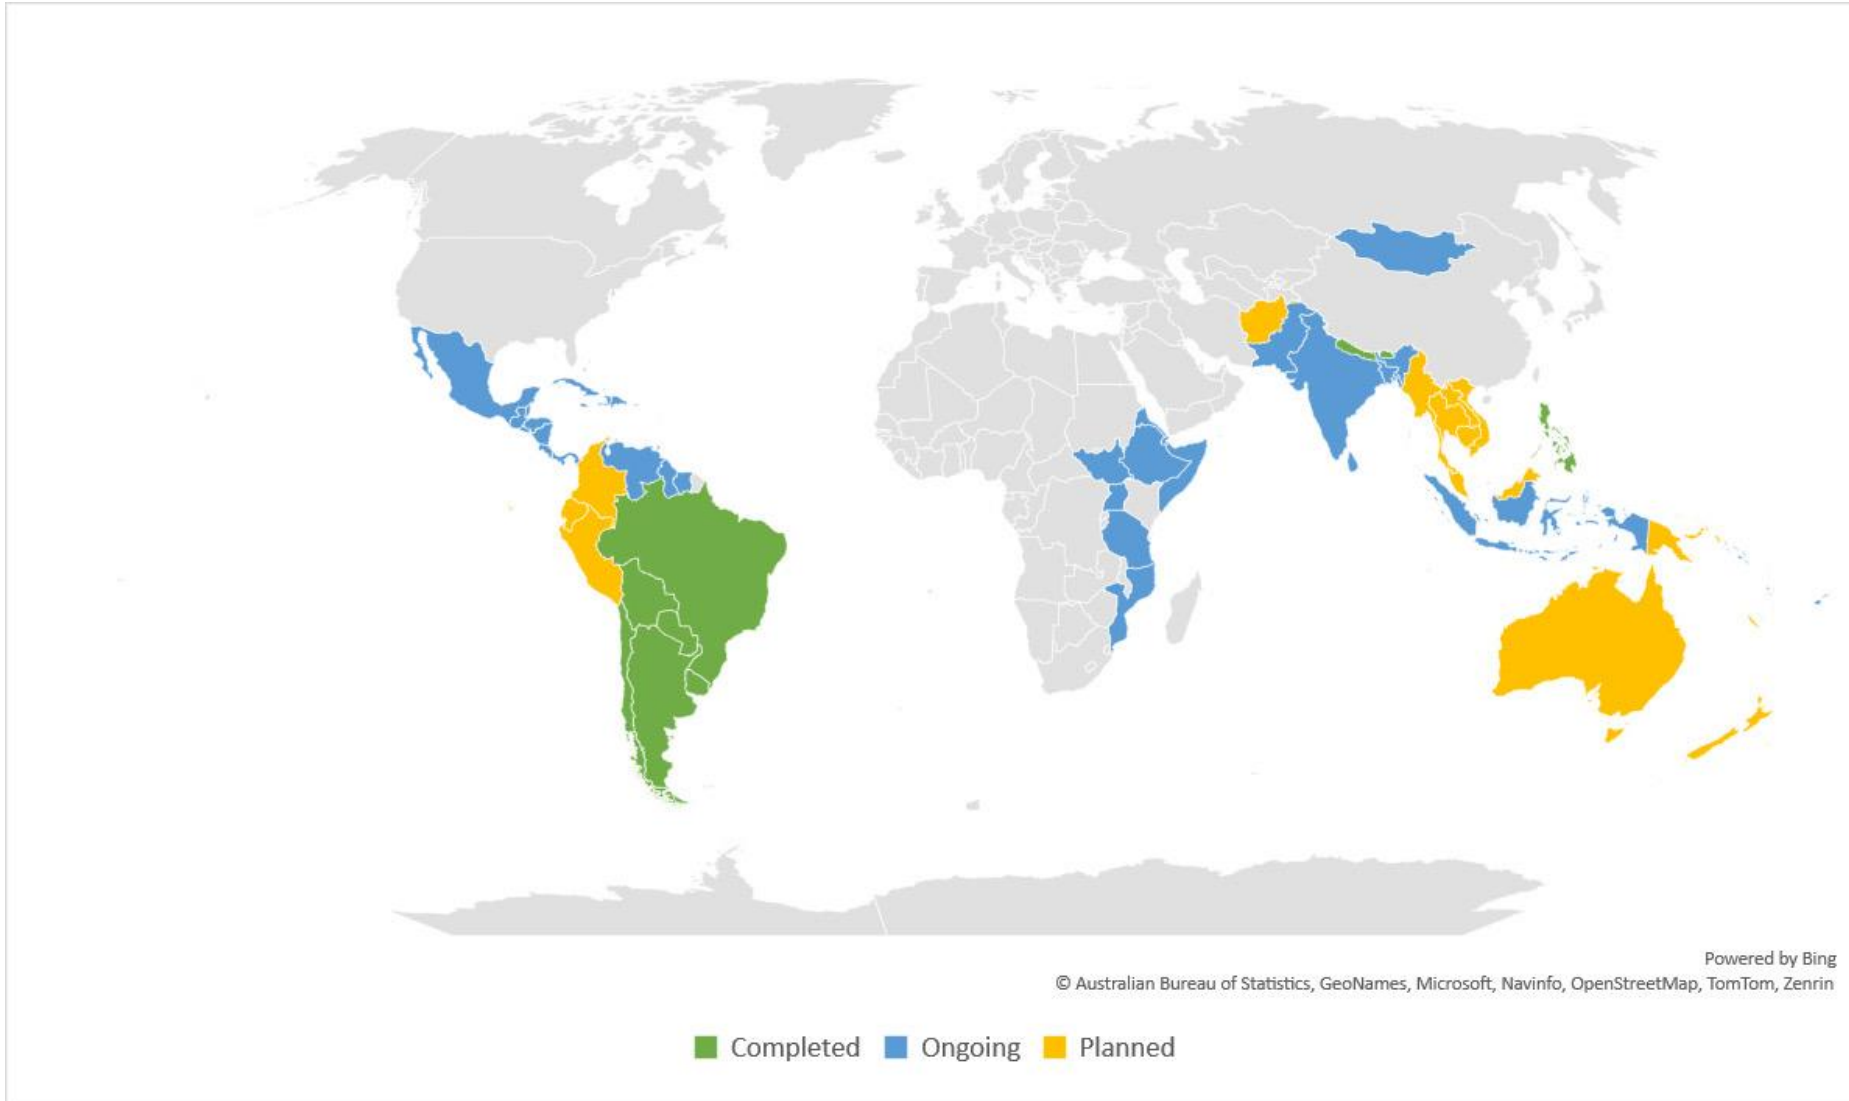 Powered by Bing
© Australian Bureau of Statistics, GeoNames, Microsoft, Navinfo, OpenStreetMap, TomTom, Zenrin
Completed Ongoing Planned